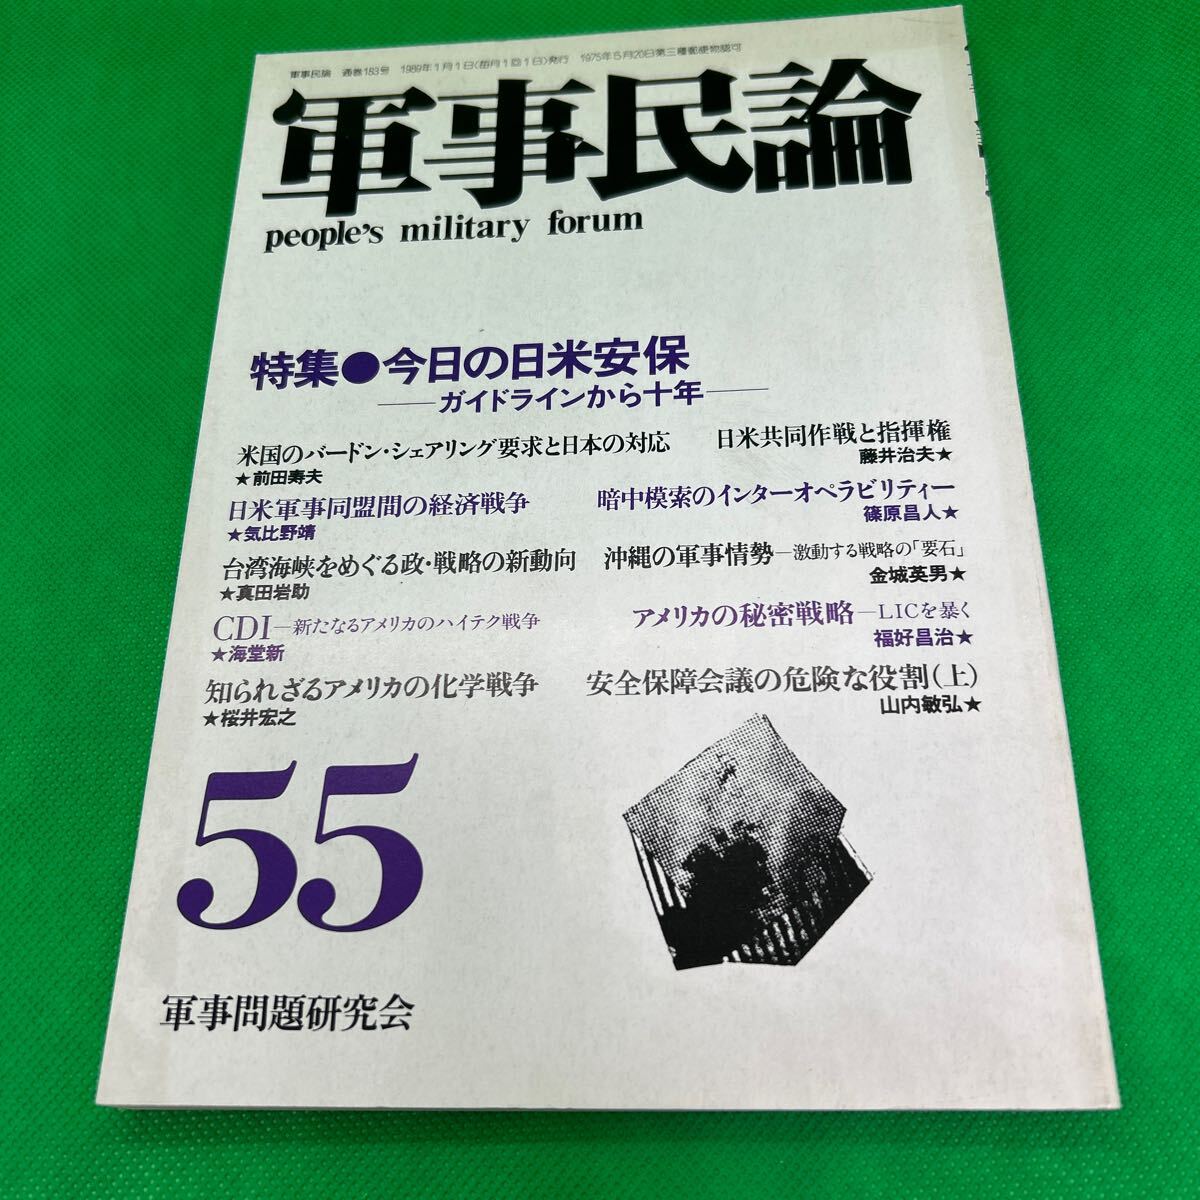 軍事民論 通巻183号 1989年1月1日(毎月1回1日)発行 1975年5月20日第三種郵便物認可
軍事民論
people's military forum
特集●今日の日米安保
――ガイドラインから十年――
米国のバードン・シェアリング要求と日本の対応
★前田寿夫
日米共同作戦と指揮権
藤井治夫★
日米軍事同盟間の経済戦争
★気比野靖
暗中模索のインターオペラビリティー
篠原昌人★
台湾海峡をめぐる政・戦略の新動向
★真田岩助
沖縄の軍事情勢―激動する戦略の「要石」
金城英男★
CDI―新たなるアメリカのハイテク戦争
★海堂新
アメリカの秘密戦略―LICを暴く
福好昌治★
知られざるアメリカの化学戦争
★桜井宏之
安全保障会議の危険な役割(上)
山内敏弘★
55
軍事問題研究会